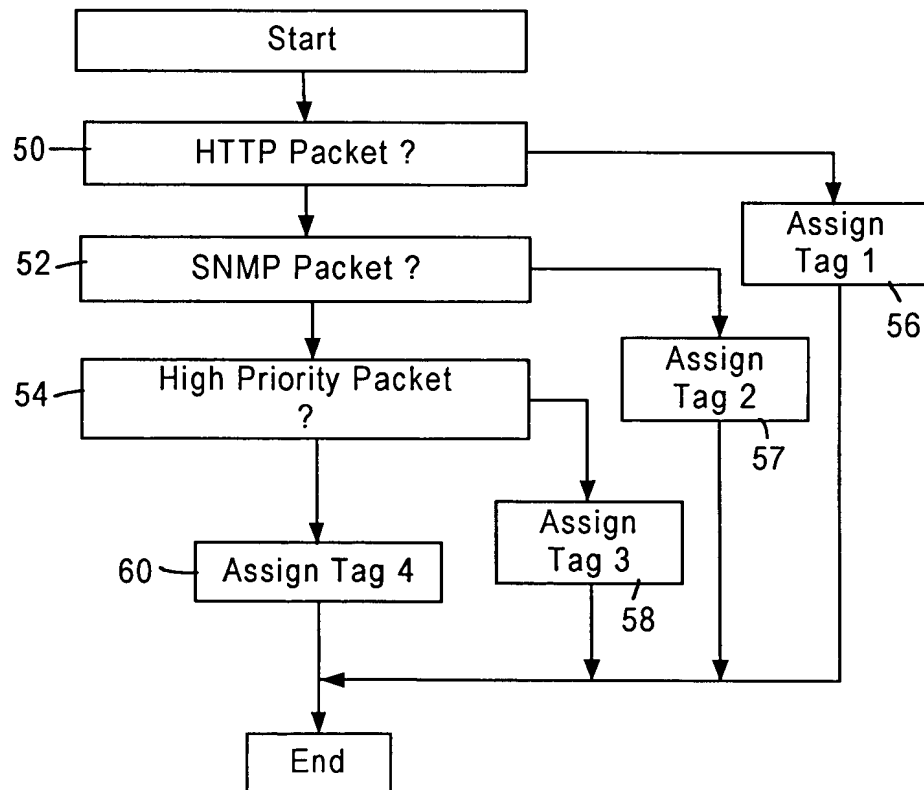 Start
50
HTTP Packet ?
Assign
Tag 1
56
52
SNMP Packet ?
Assign
Tag 2
57
54
High Priority Packet
?
Assign
Tag 3
58
60
Assign Tag 4
End